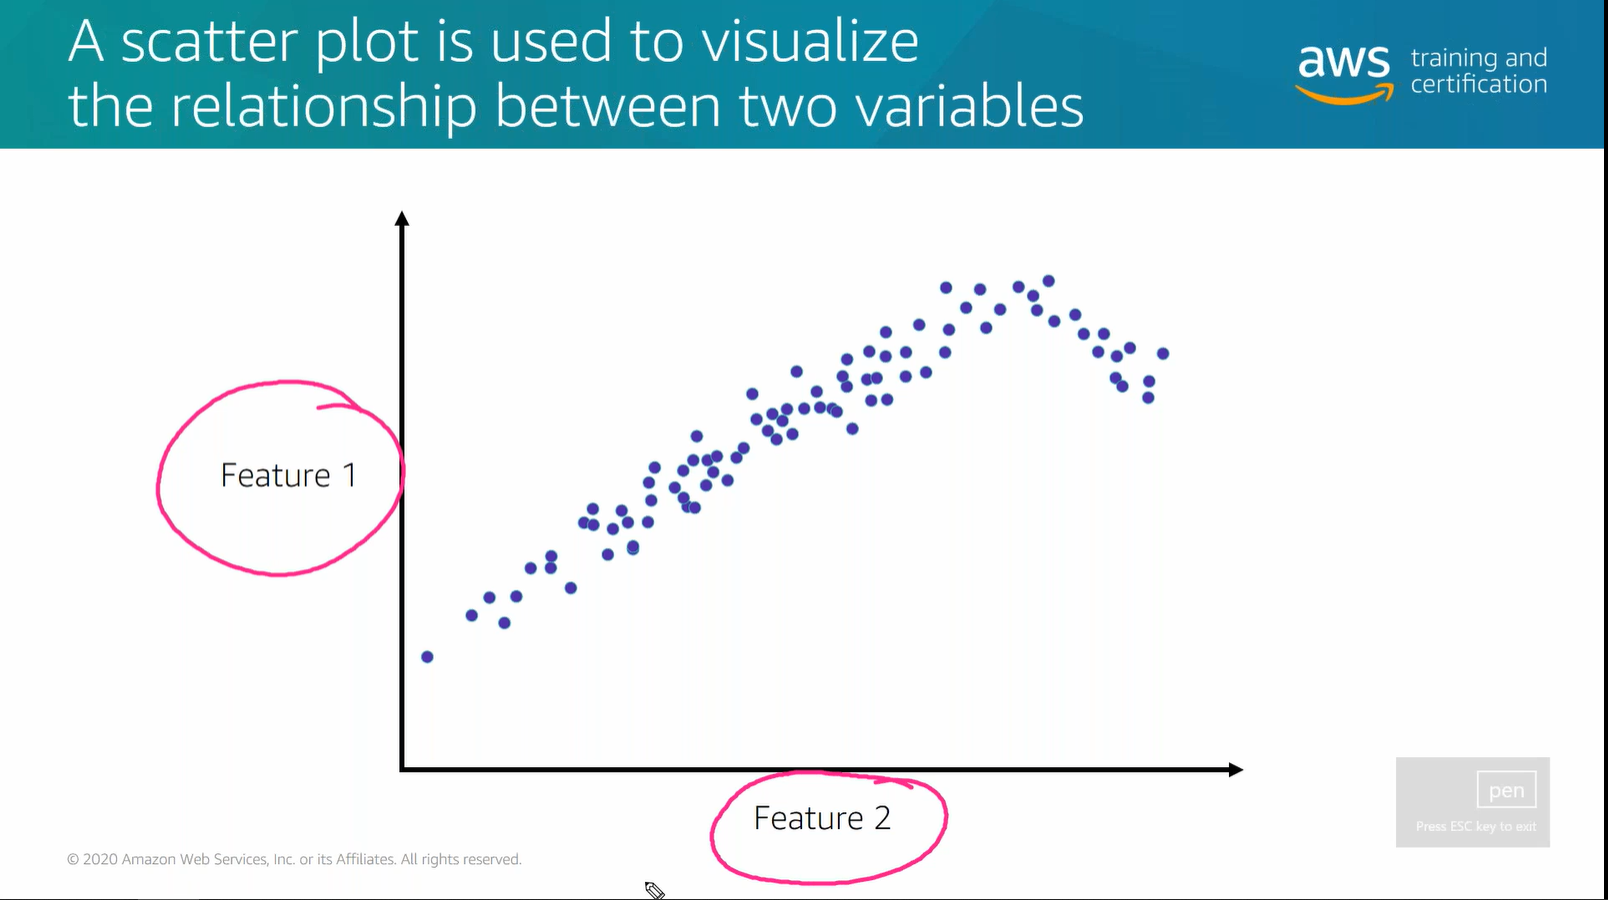 A scatter plot is used to visualize
the relationship between two variables
aws
training and
certification
Feature 1
Feature 2
pen
Press ESC key to exit
© 2020 Amazon Web Services, Inc. or its Affiliates. All rights reserved.